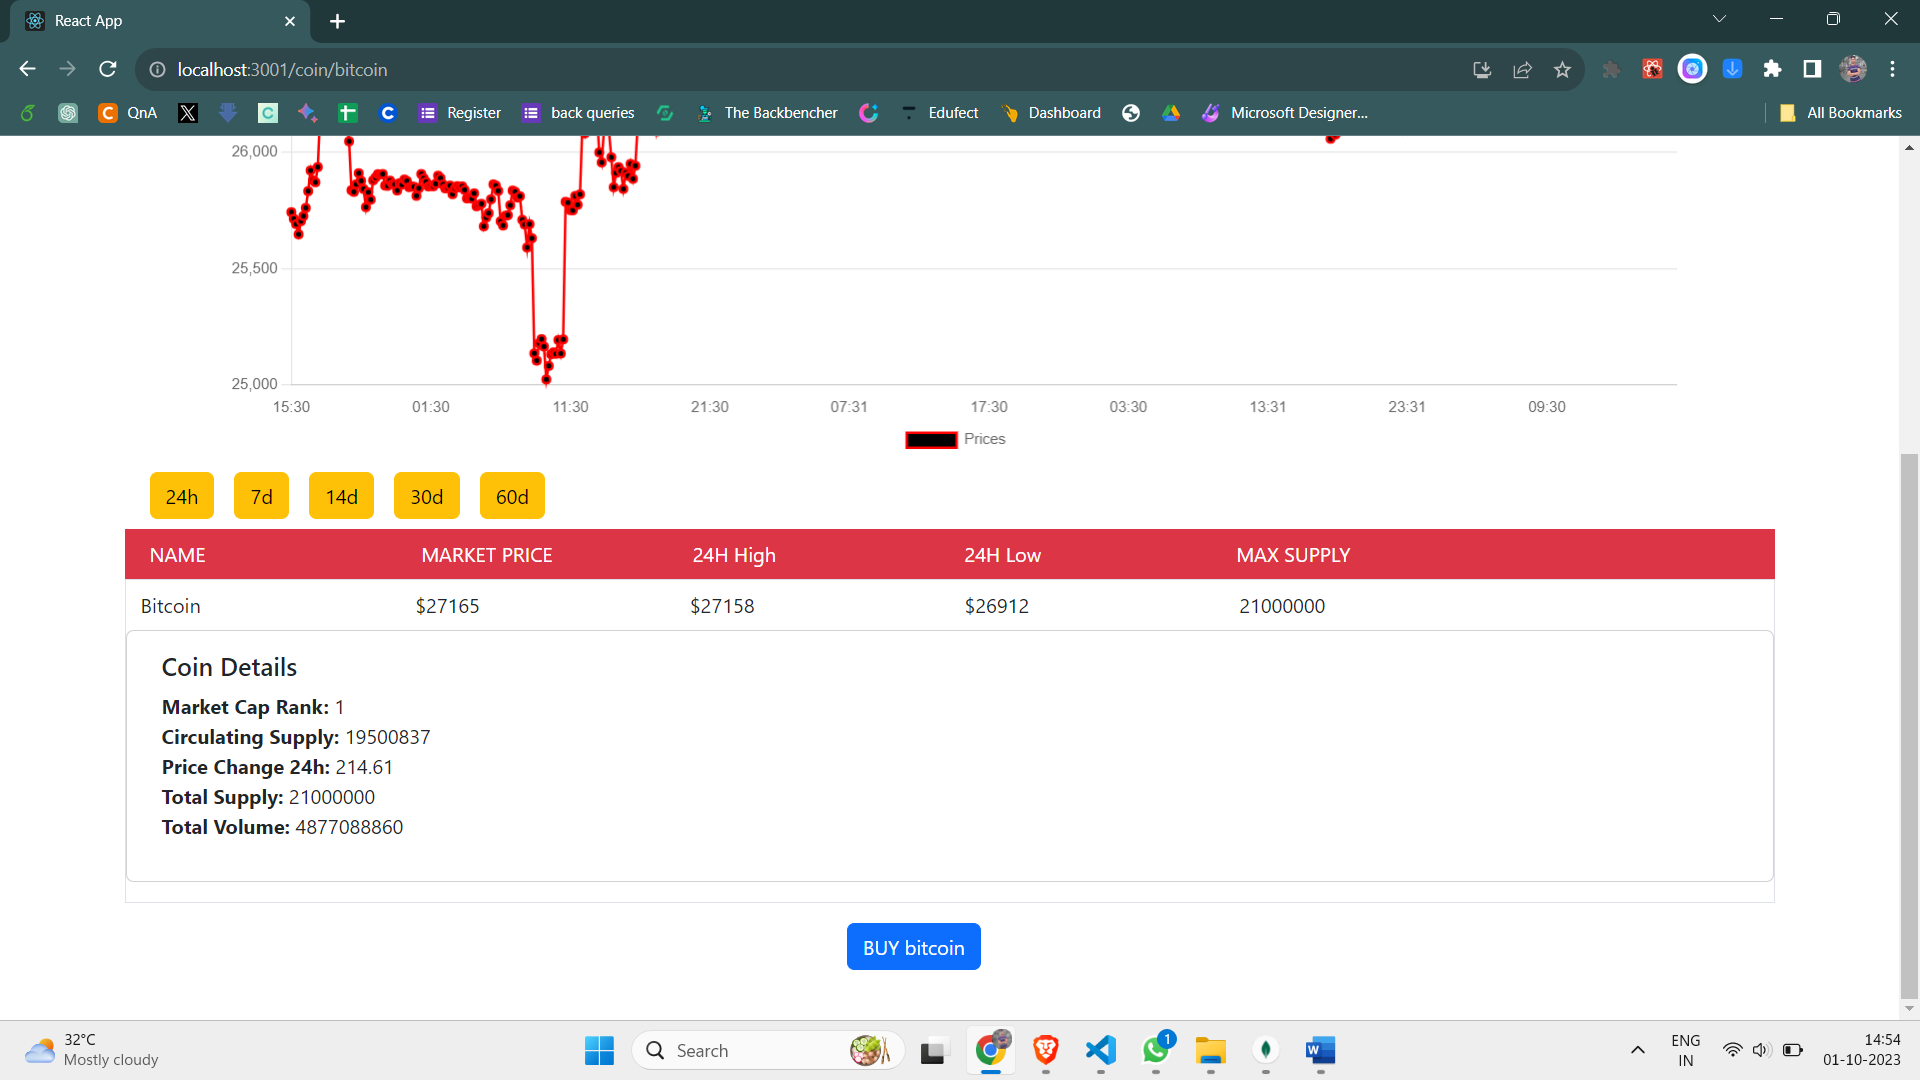 React App
localhost:3001/coin/bitcoin
QnA Register back queries The Backbencher Edufect Dashboard Microsoft Designer... All Bookmarks
26,000
25,500
25,000
15:30 01:30 11:30 21:30 07:31 17:30 03:30 13:31 23:31 09:30
Prices
24h 7d 14d 30d 60d
NAME MARKET PRICE 24H High 24H Low MAX SUPPLY
Bitcoin $27165 $27158 $26912 21000000
Coin Details
Market Cap Rank: 1
Circulating Supply: 19500837
Price Change 24h: 214.61
Total Supply: 21000000
Total Volume: 4877088860
BUY bitcoin
32°C
Mostly cloudy
Search
1
ENG
IN
14:54
01-10-2023